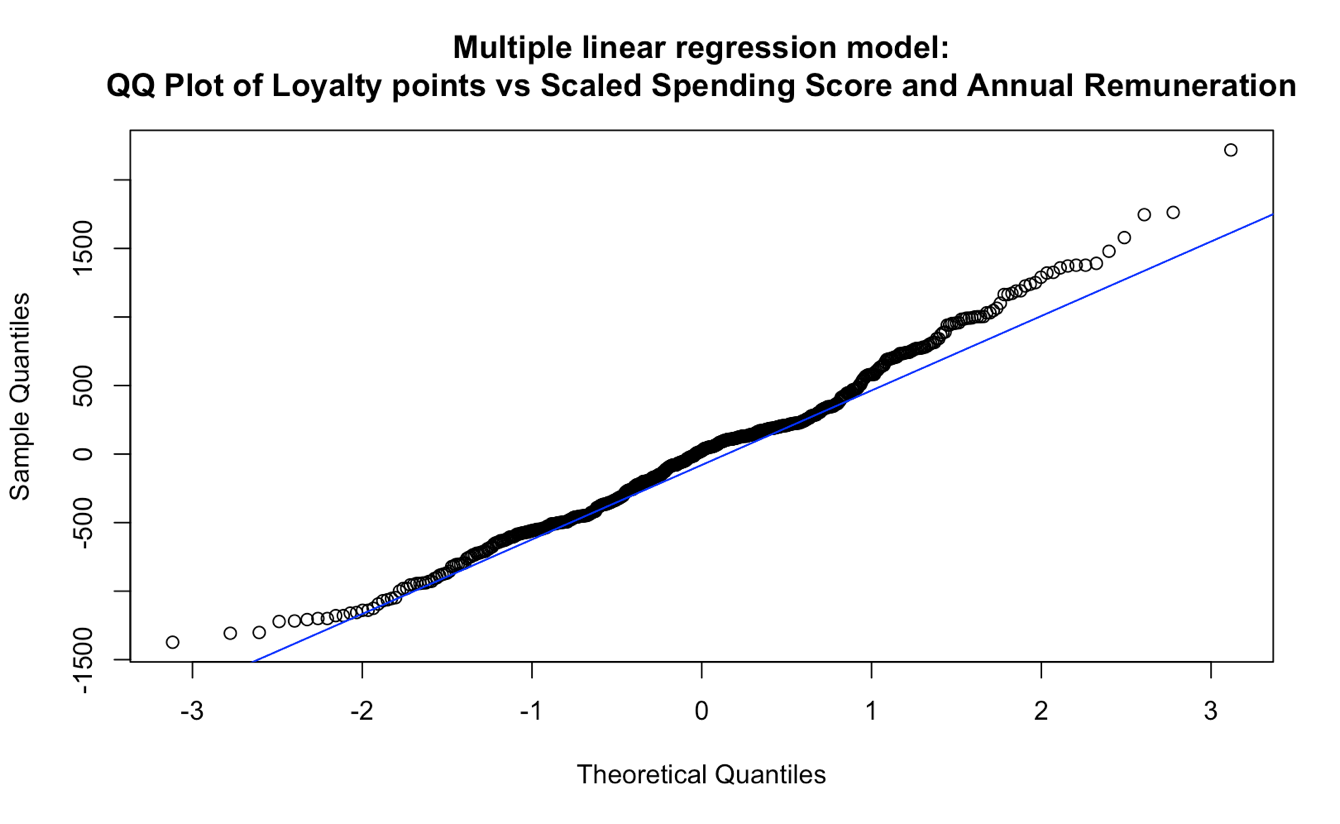 Multiple linear regression model:
QQ Plot of Loyalty points vs Scaled Spending Score and Annual Remuneration
Sample Quantiles
1500
500
0
-500
-1500
-3 -2 -1 0 1 2 3
Theoretical Quantiles